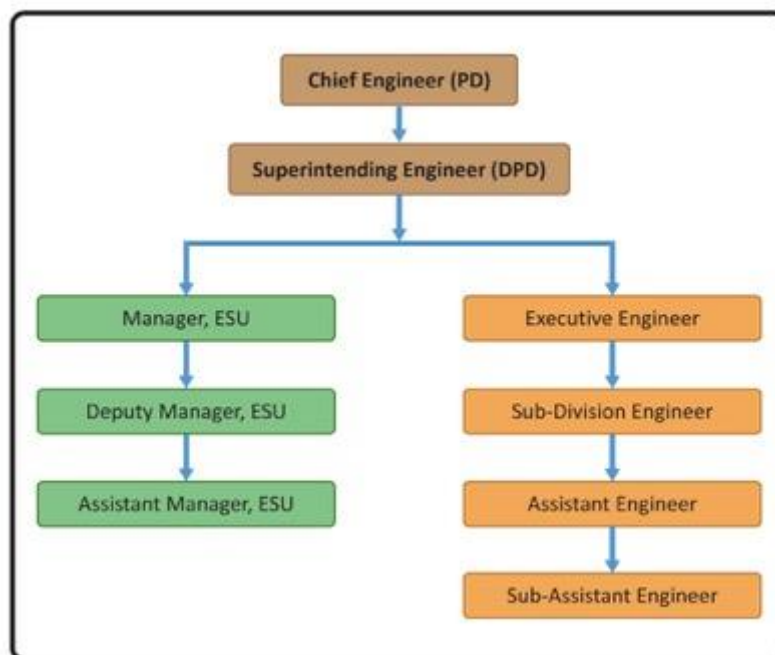 Chief Engineer (PD)
Superintending Engineer (DPD)
Manager, ESU
Executive Engineer
Deputy Manager, ESU
Sub-Division Engineer
Assistant Manager, ESU
Assistant Engineer
Sub-Assistant Engineer